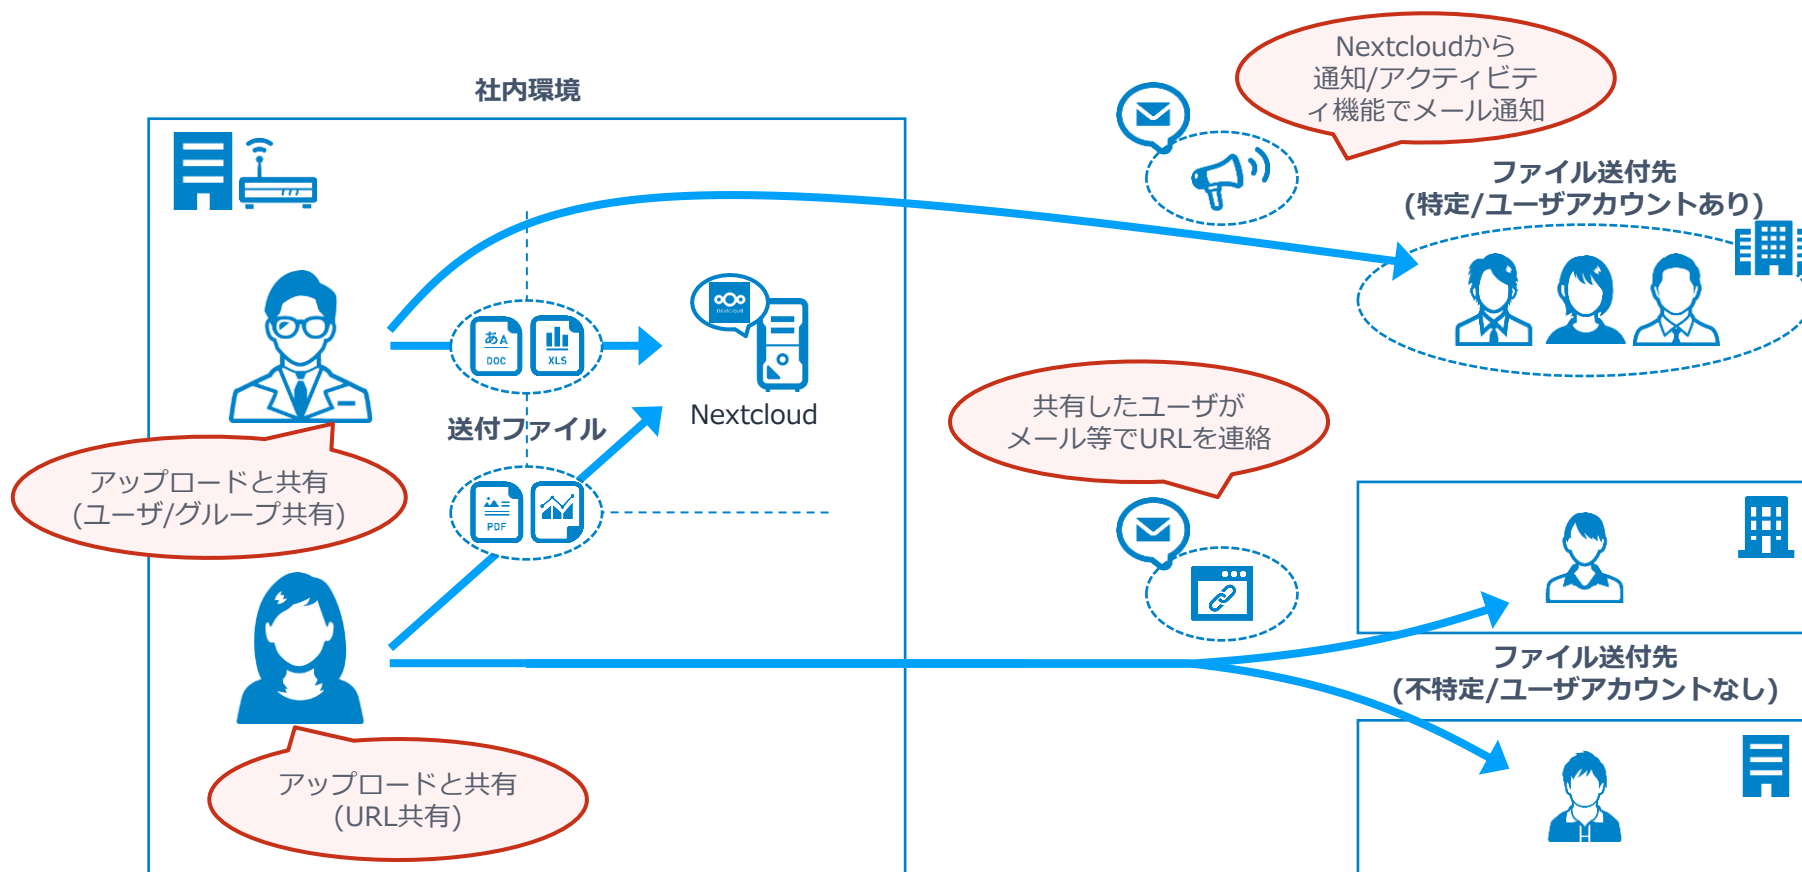 社内環境
Nextcloudから
通知/アクティビテ
ィ機能でメール通知
ファイル送付先
(特定/ユーザアカウントあり)
あA
DOC
XLS
Nextcloud
Nextcloud
送付ファイル
アップロードと共有
(ユーザ/グループ共有)
PDF
共有したユーザが
メール等でURLを連絡
ファイル送付先
(不特定/ユーザアカウントなし)
アップロードと共有
(URL共有)